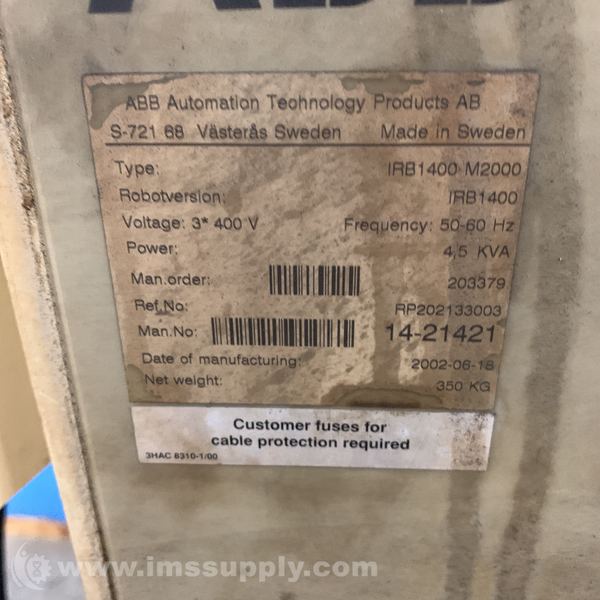 ABB Automation Technology Products AB
S-721 68 Västerås Sweden Made in Sweden
Type: IRB1400 M2000
Robotversion: IRB1400
Voltage: 3* 400 V Frequency: 50-60 Hz
Power: 4,5 KVA
Man.order: 203379
Ref.No: RP202133003
Man.No: 14-21421
Date of manufacturing: 2002-06-18
Net weight: 350 KG
Customer fuses for
cable protection required
3HAC 8310-1/00
www.imssupply.com